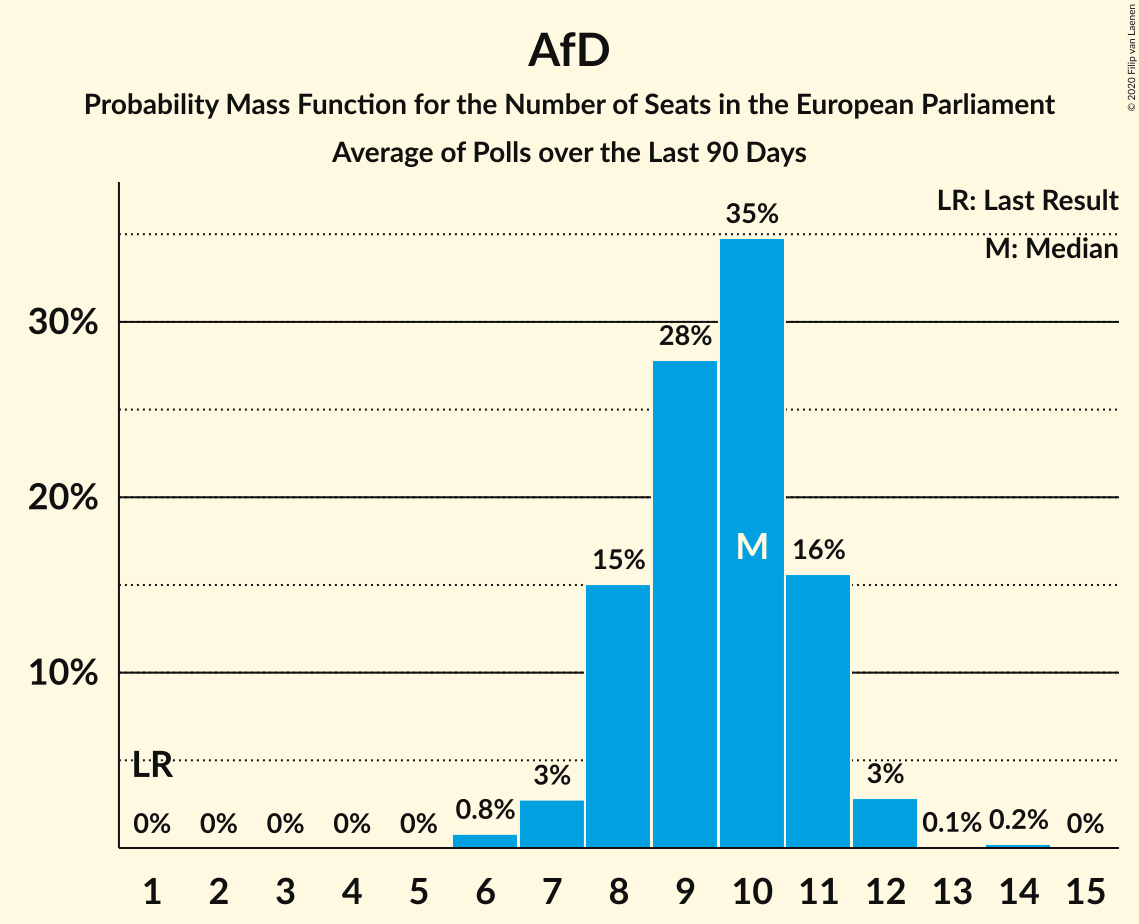 AfD
Probability Mass Function for the Number of Seats in the European Parliament
Average of Polls over the Last 90 Days
© 2020 Filip van Laenen
LR: Last Result
M: Median
35%
30%
28%
20%
15%
M
16%
10%
LR
0%
0%
0%
0%
0%
0.8%
3%
3%
0.1%
0.2%
0%
1 2 3 4 5 6 7 8 9 10 11 12 13 14 15